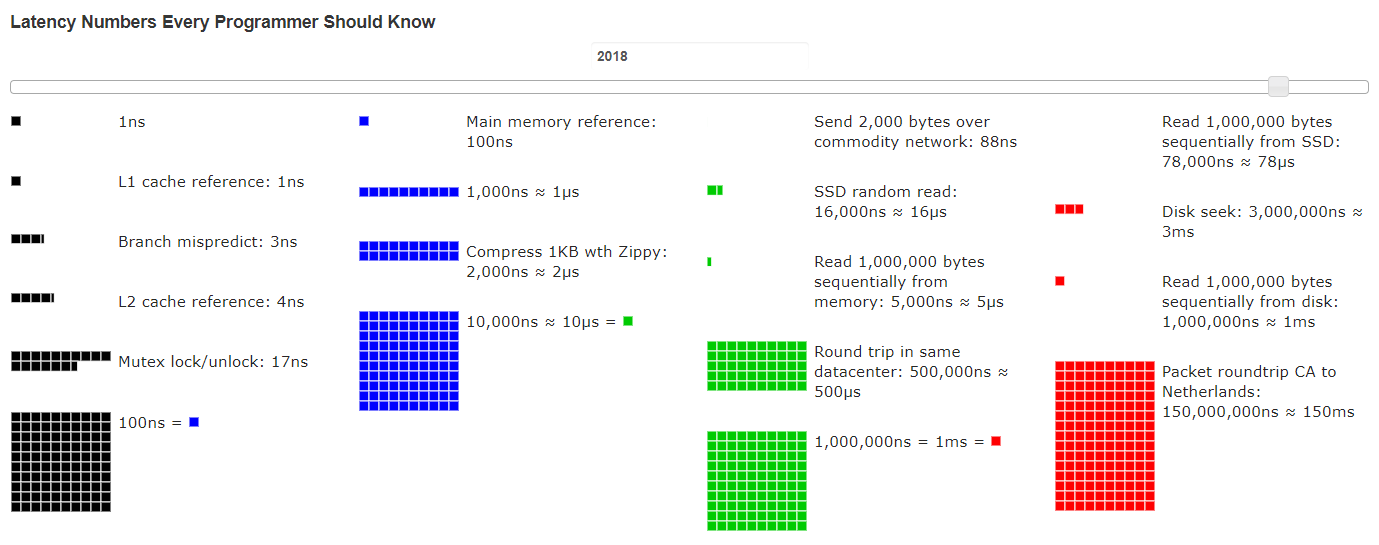 Latency Numbers Every Programmer Should Know
2018
1ns
L1 cache reference: 1ns
Branch mispredict: 3ns
L2 cache reference: 4ns
Mutex lock/unlock: 17ns
100ns =
Main memory reference:
100ns
1,000ns ≈ 1μs
Compress 1KB wth Zippy:
2,000ns ≈ 2μs
10,000ns ≈ 10μs =
Send 2,000 bytes over
commodity network: 88ns
SSD random read:
16,000ns ≈ 16μs
Read 1,000,000 bytes
sequentially from
memory: 5,000ns ≈ 5μs
Round trip in same
datacenter: 500,000ns ≈
500μs
1,000,000ns = 1ms =
Read 1,000,000 bytes
sequentially from SSD:
78,000ns ≈ 78μs
Disk seek: 3,000,000ns ≈
3ms
Read 1,000,000 bytes
sequentially from disk:
1,000,000ns ≈ 1ms
Packet roundtrip CA to
Netherlands:
150,000,000ns ≈ 150ms